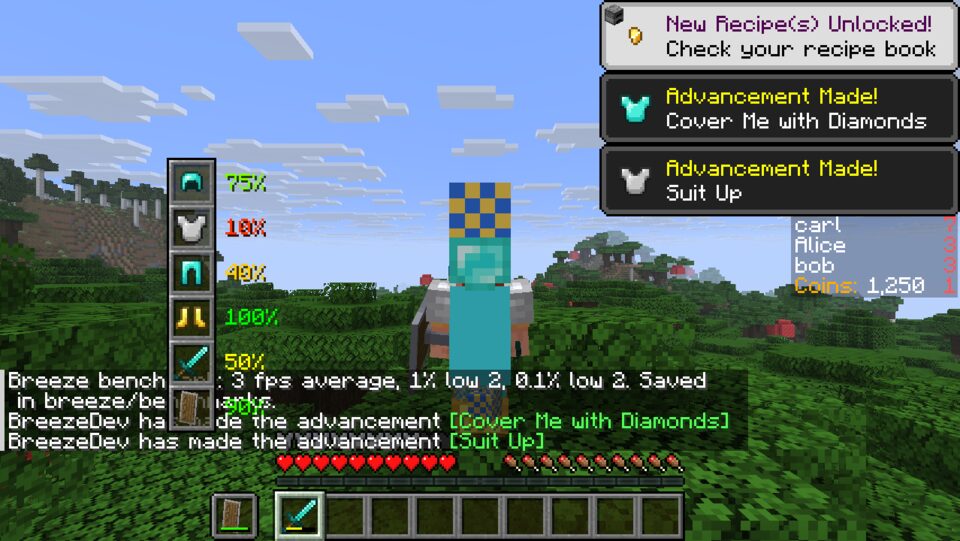 New Recipe(s) Unlocked!
Check your recipe book
Advancement Made!
Cover Me with Diamonds
Advancement Made!
Suit Up
carl
Alice
bob
Coins: 1,250 1
75%
10%
40%
100%
50%
90%
Breeze bench : 3 fps average, 1% low 2, 0.1% low 2. Saved
in breeze/be rks.
BreezeDev ha de the advancement [Cover Me with Diamonds]
BreezeDev has made the advancement [Suit Up]